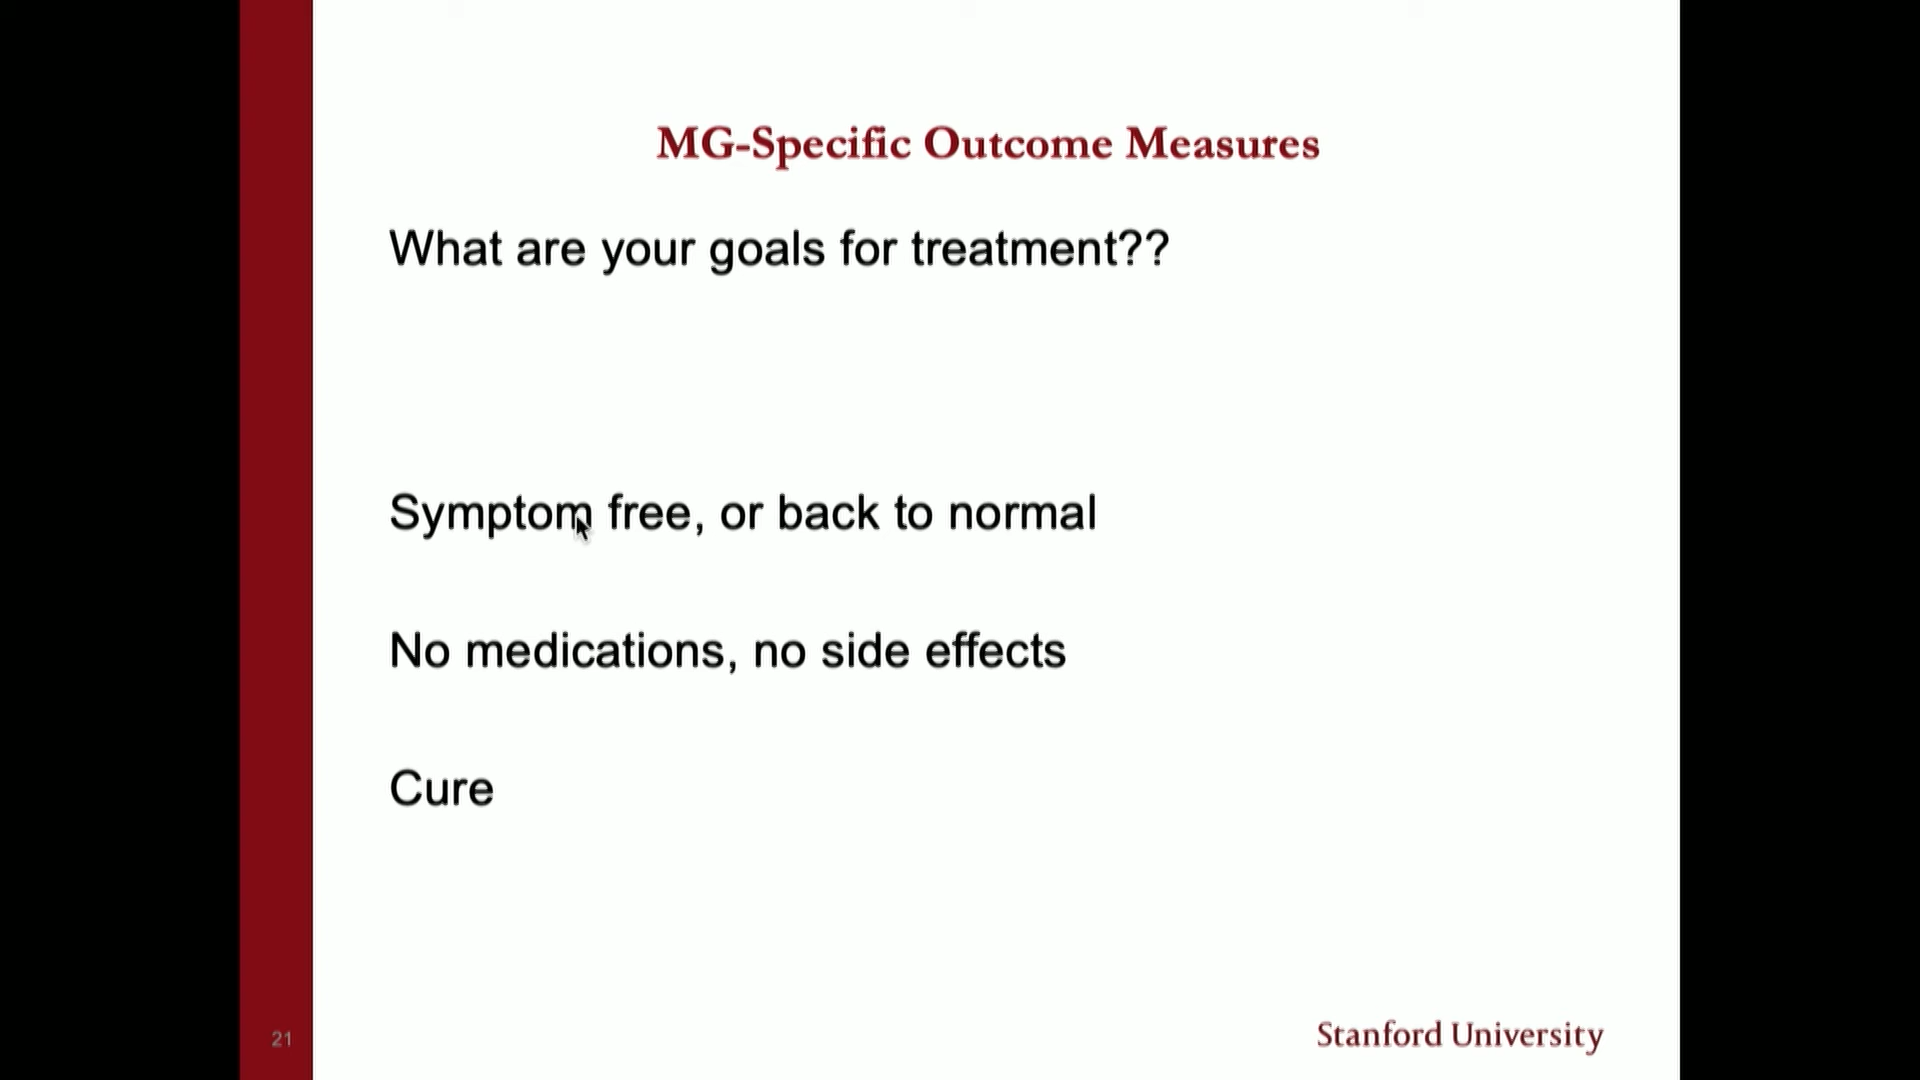 MG-Specific Outcome Measures
What are your goals for treatment??
Symptom free, or back to normal
No medications, no side effects
Cure
21
Stanford University